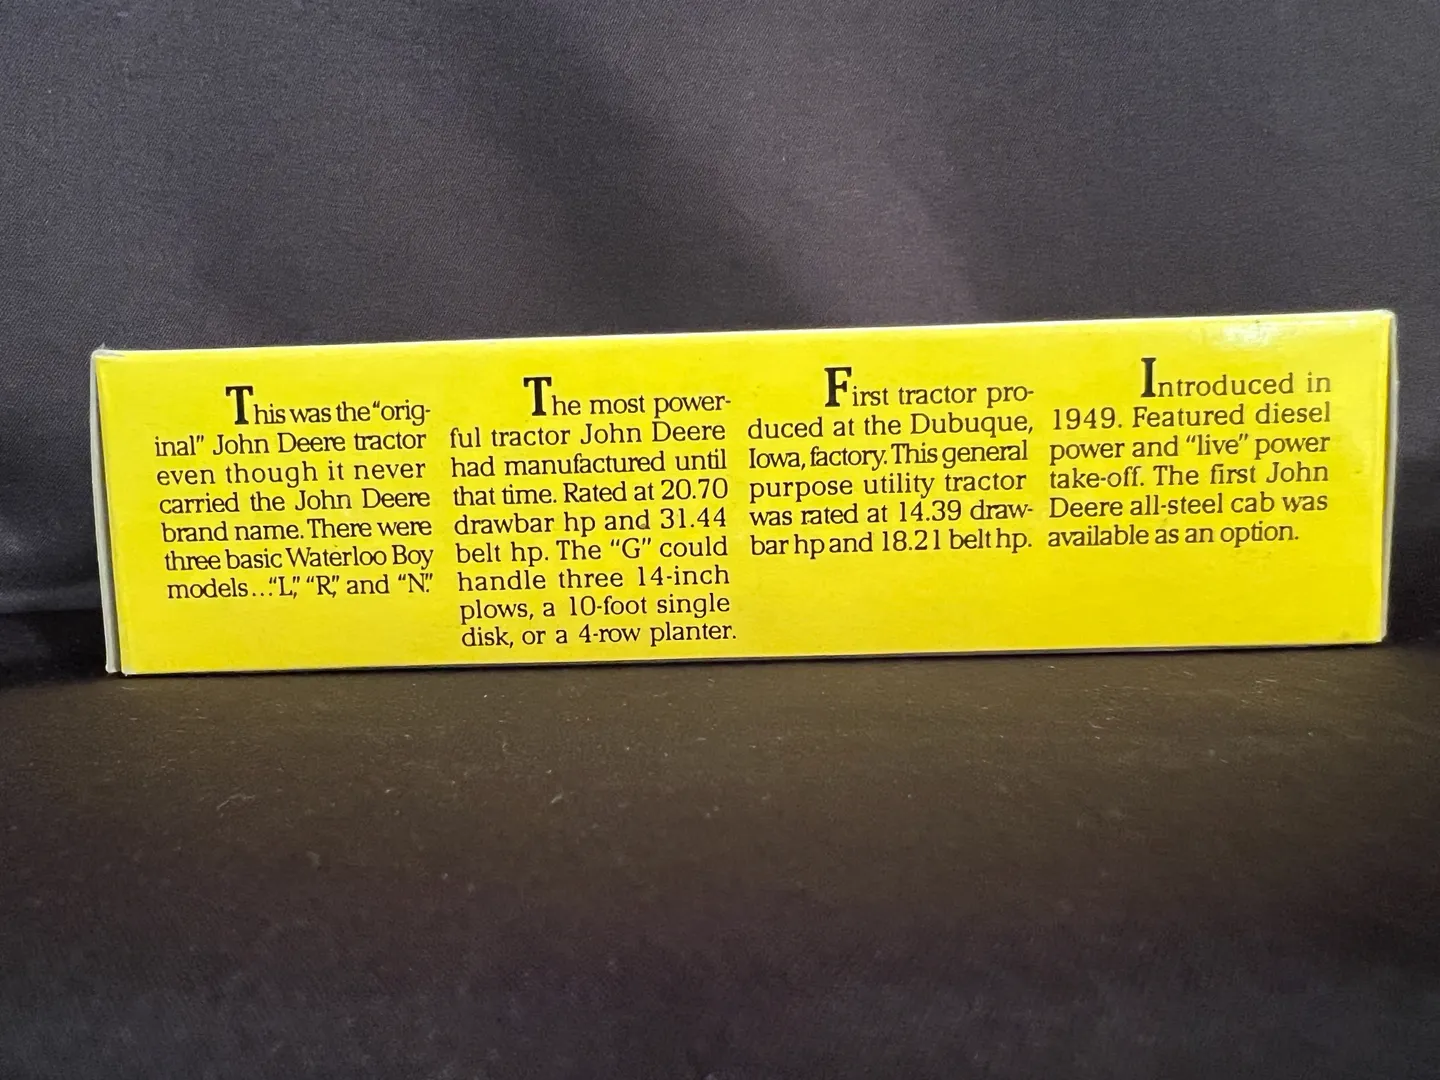 This was the "orig-
inal" John Deere tractor
even though it never
carried the John Deere
brand name. There were
three basic Waterloo Boy
models..."L," "R," and "N."
The most power-
ful tractor John Deere
had manufactured until
that time. Rated at 20.70
drawbar hp and 31.44
belt hp. The "G" could
handle three 14-inch
plows, a 10-foot single
disk, or a 4-row planter.
First tractor pro-
duced at the Dubuque,
Iowa, factory. This general
purpose utility tractor
was rated at 14.39 draw-
bar hp and 18.21 belt hp.
Introduced in
1949. Featured diesel
power and "live" power
take-off. The first John
Deere all-steel cab was
available as an option.